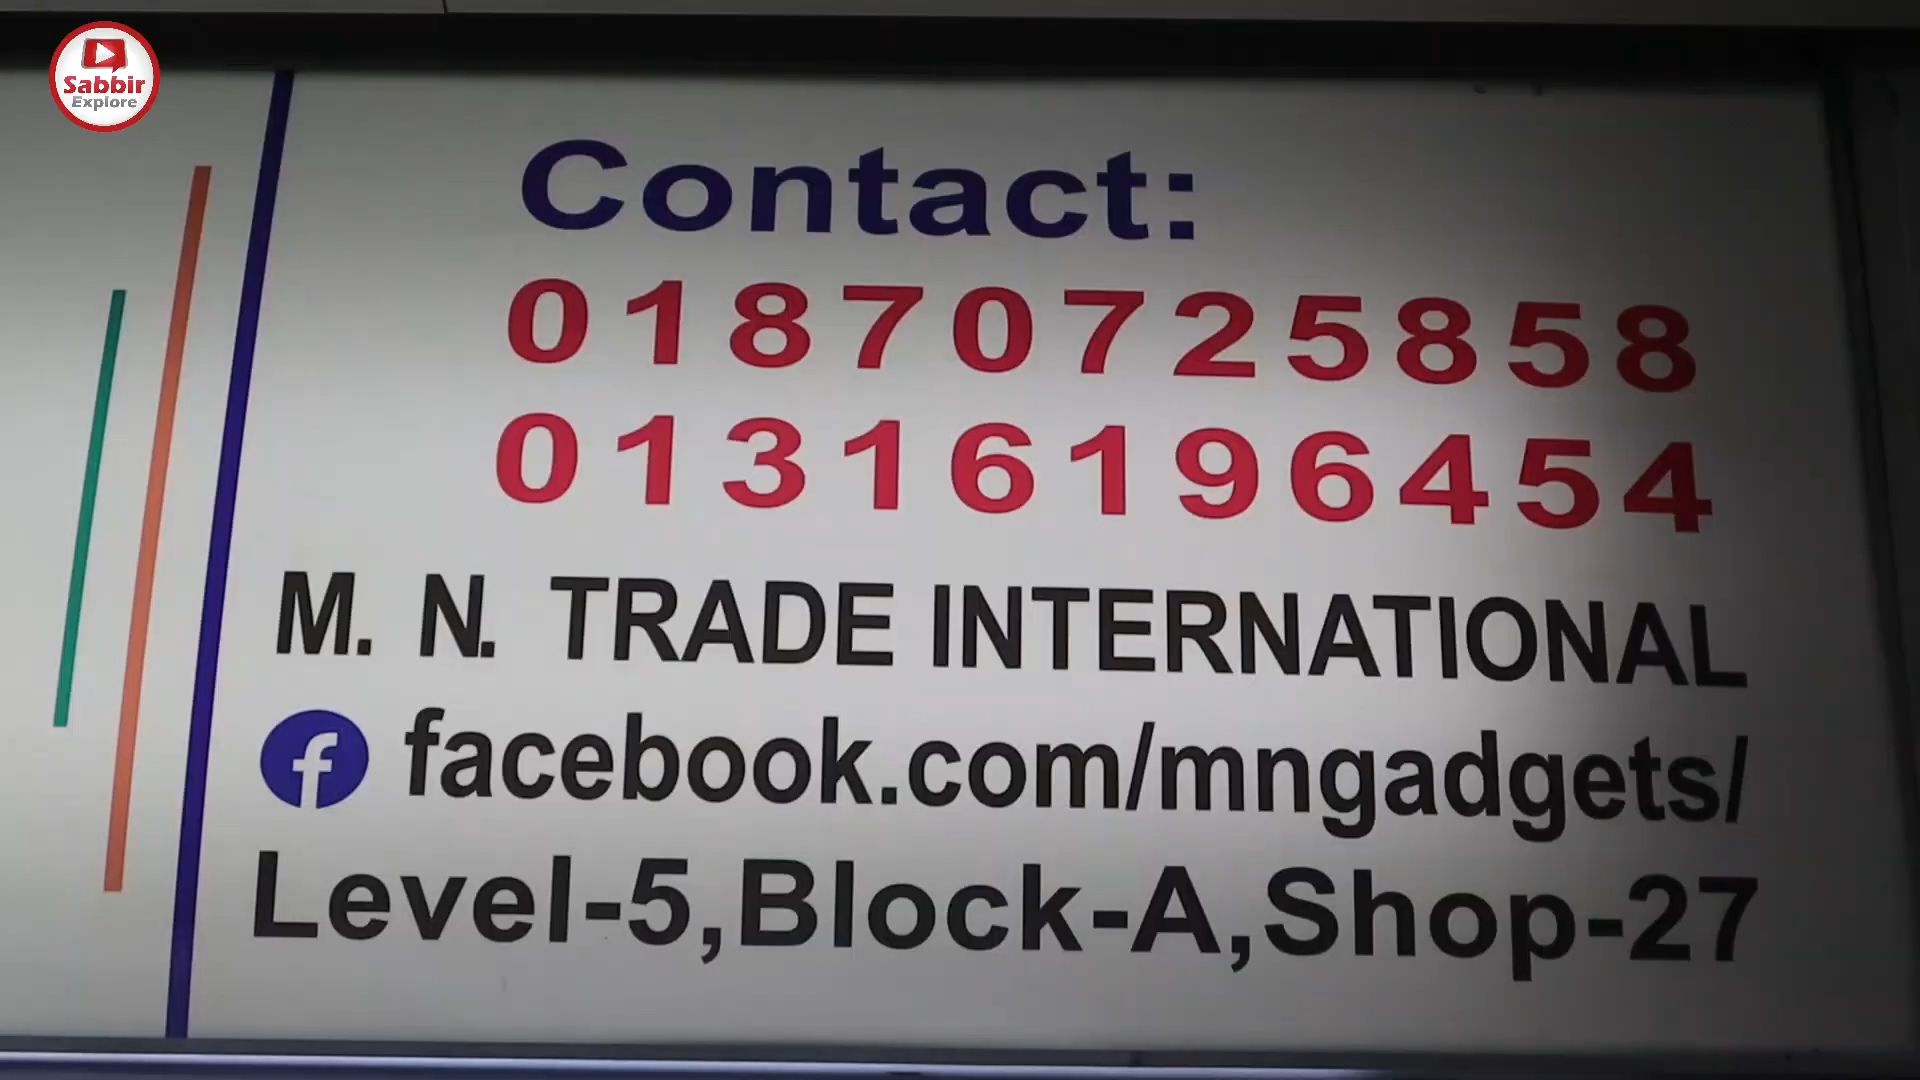 Sabbir
Explore
Contact:
01870725858
01316196454
M. N. TRADE INTERNATIONAL
facebook.com/mngadgets/
Level-5,Block-A,Shop-27